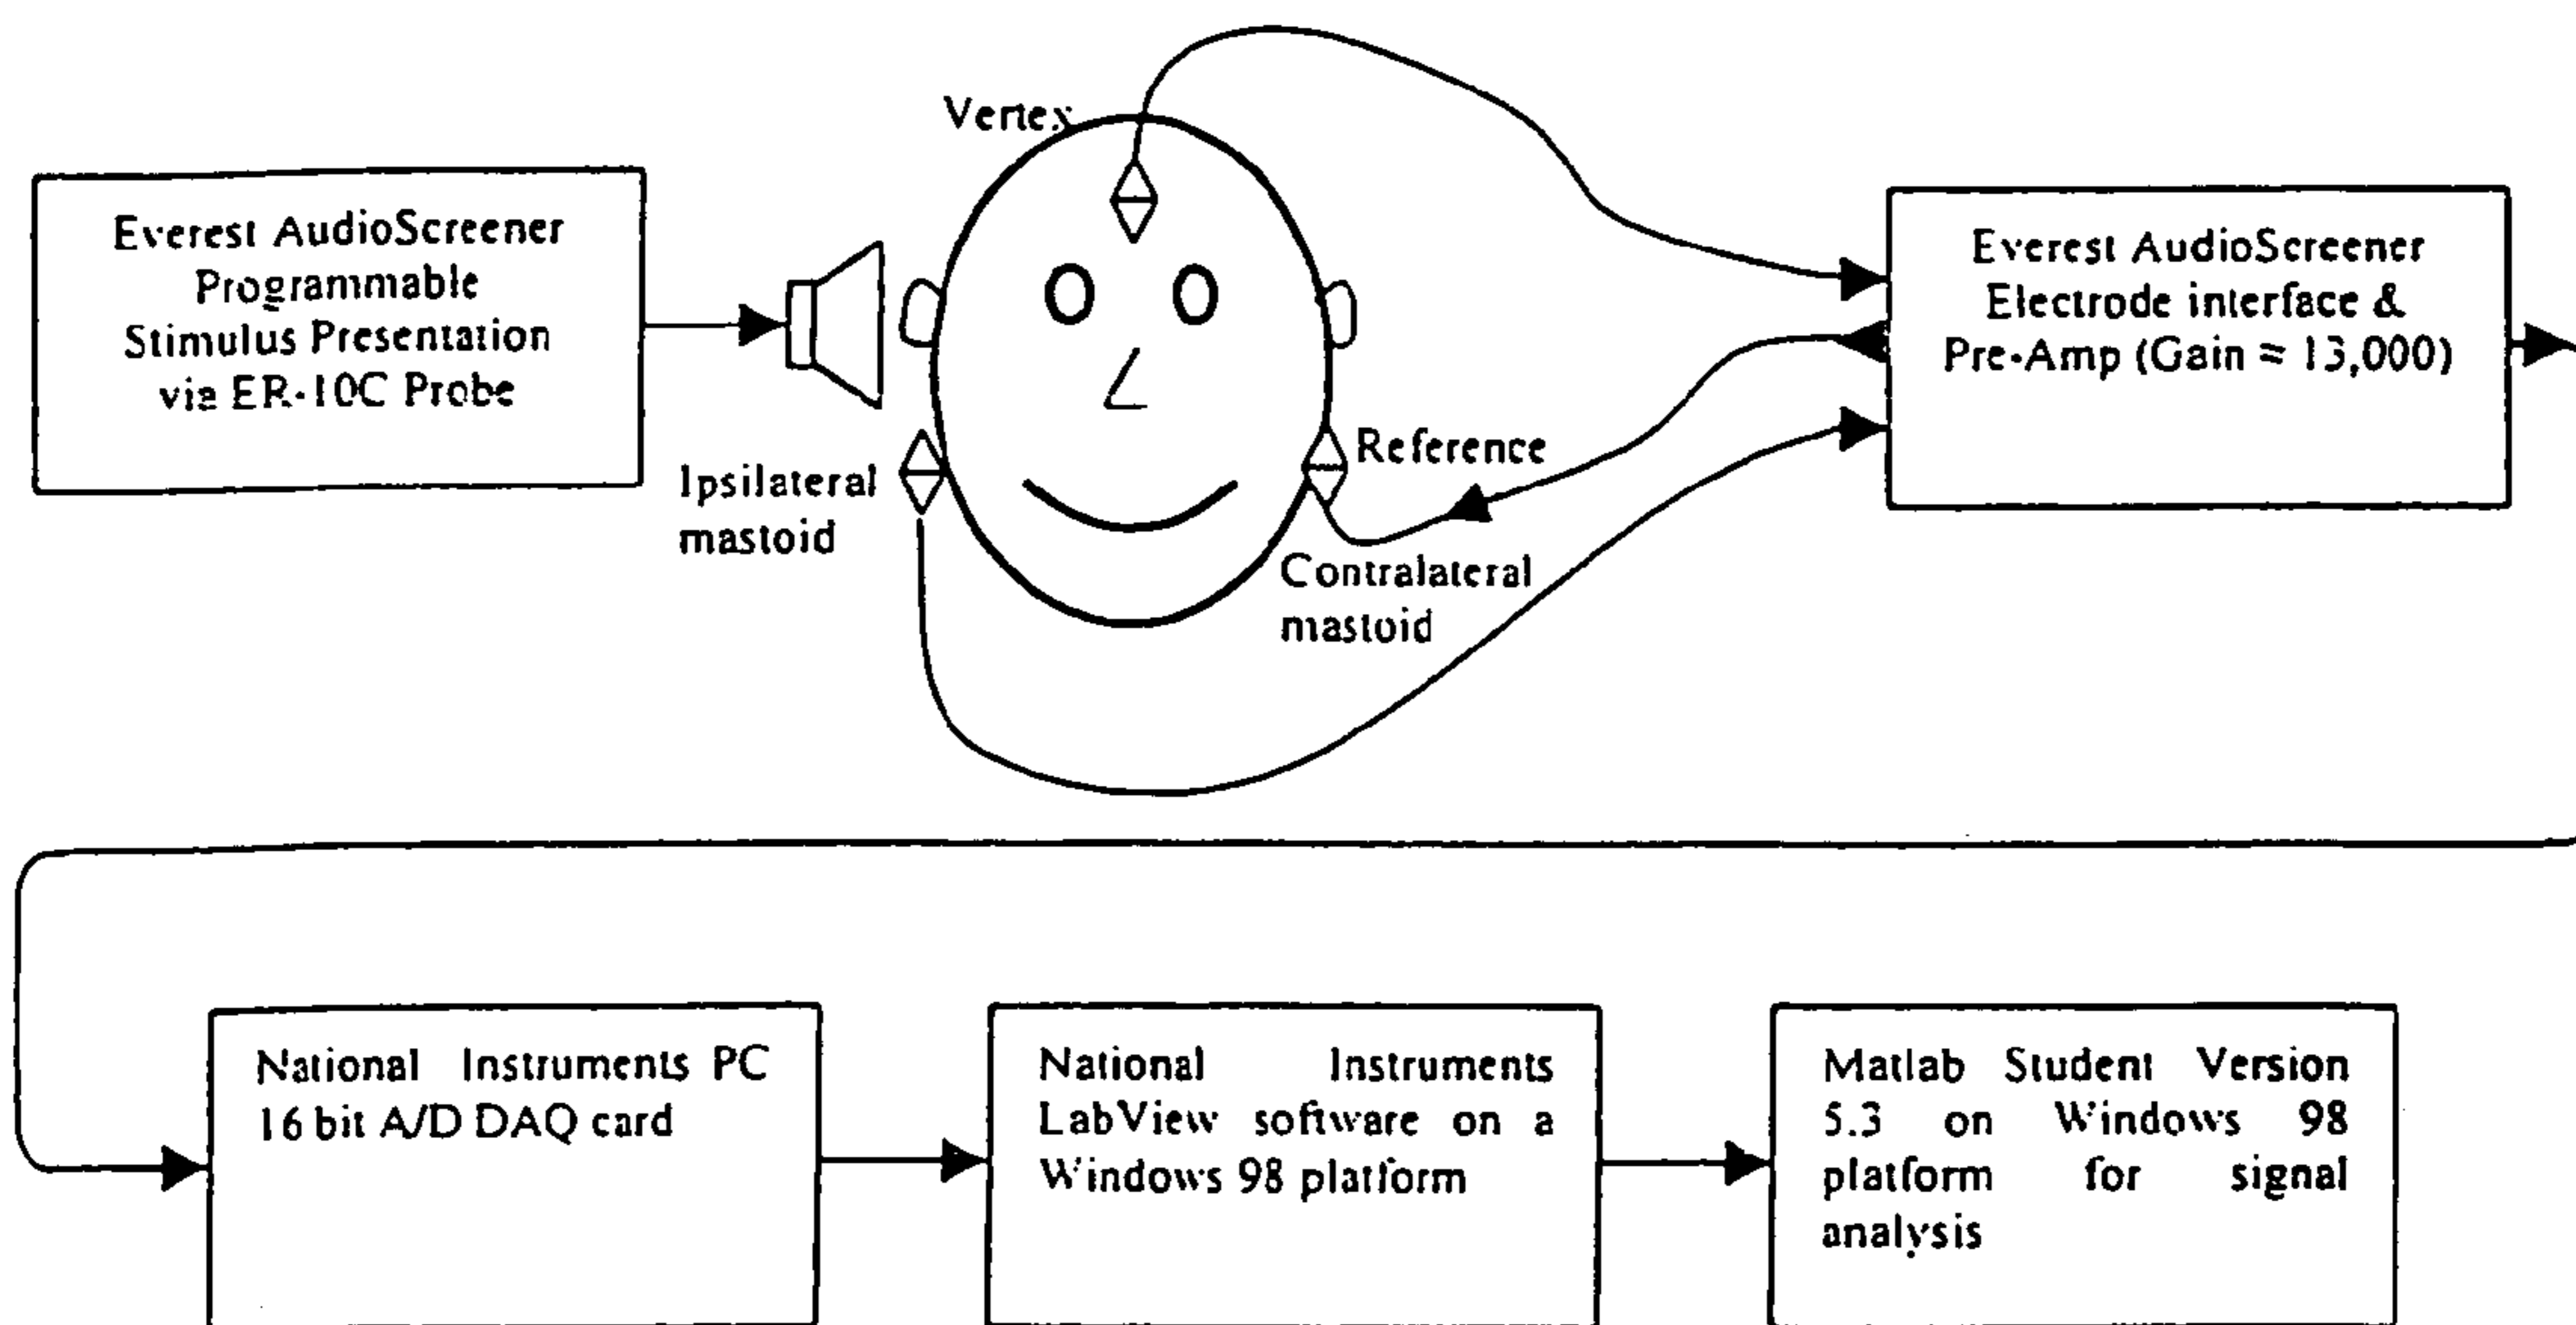 Vertex
Everest AudioScreener
Programmable
Stimulus Presentation
via ER-10C Probe
Everest AudioScreener
Electrode interface &
Pre-Amp (Gain ≈ 13,000)
Reference
Ipsilateral
mastoid
Contralateral
mastoid
National Instruments PC
16 bit A/D DAQ card
National Instruments
LabView software on a
Windows 98 platform
Matlab Student Version
5.3 on Windows 98
platform for signal
analysis